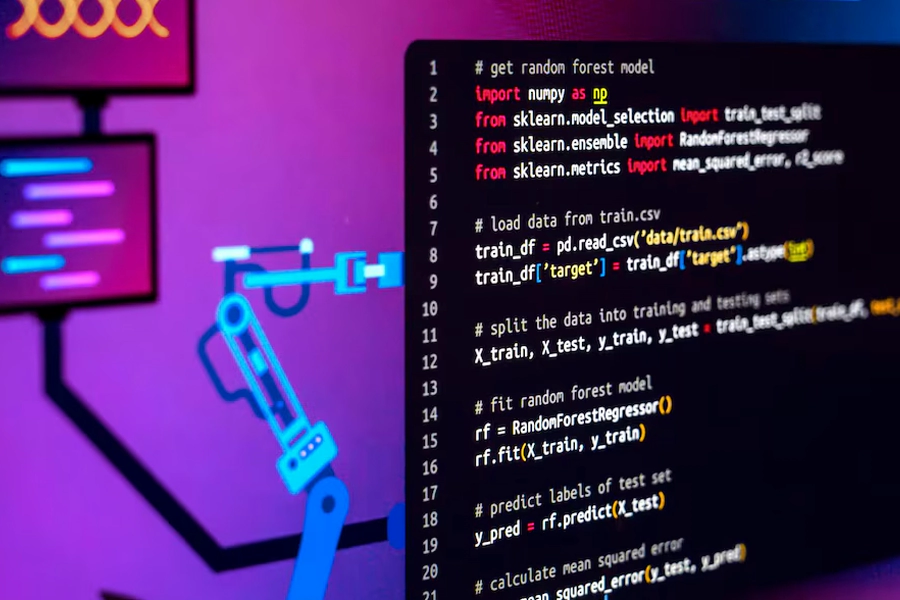 1 # get random forest model
2 import numpy as np
3 from sklearn.model_selection import train_test_split
4 from sklearn.ensemble import RandomForestRegressor
5 from sklearn.metrics import mean_squared_error, r2_score
6
7 # load data from train.csv
8 train_df = pd.read_csv('data/train.csv')
9 train_df['target'] = train_df['target'].astype(int)
10
11 # split the data into training and testing sets
12 X_train, X_test, y_train, y_test = train_test_split(train_df, test_
13
14 # fit random forest model
15 rf = RandomForestRegressor()
16 rf.fit(X_train, y_train)
17
18 # predict labels of test set
19 y_pred = rf.predict(X_test)
20
21 # calculate mean squared error
squared_error(y_test, y_pred)